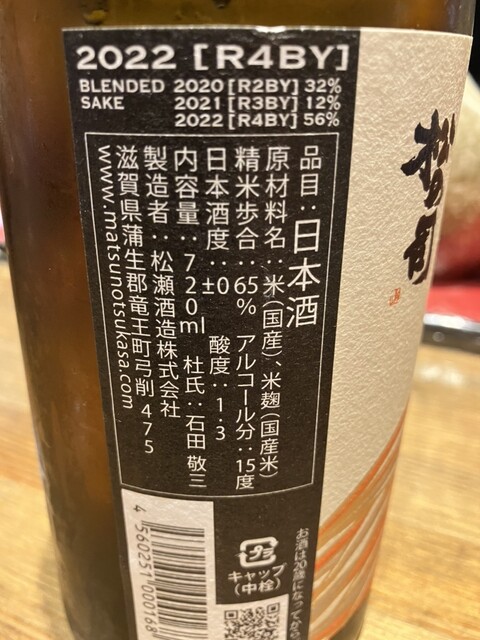 2022 [R4BY]
BLENDED 2020 [R2BY] 32%
SAKE 2021 [R3BY] 12%
2022 [R4BY] 56%
品目:日本酒
原材料名:米(国産)、米麹(国産米)
精米歩合:65% アルコール分:15度
日本酒度:±0 酸度:1.3
内容量:720ml 杜氏:石田 敬三
製造者:松瀬酒造株式会社
滋賀県蒲生郡竜王町弓削475
www.matsunotsukasa.com
松の司
お酒は20歳になってから
プラ
キャップ
(中栓)
4 560251 000168